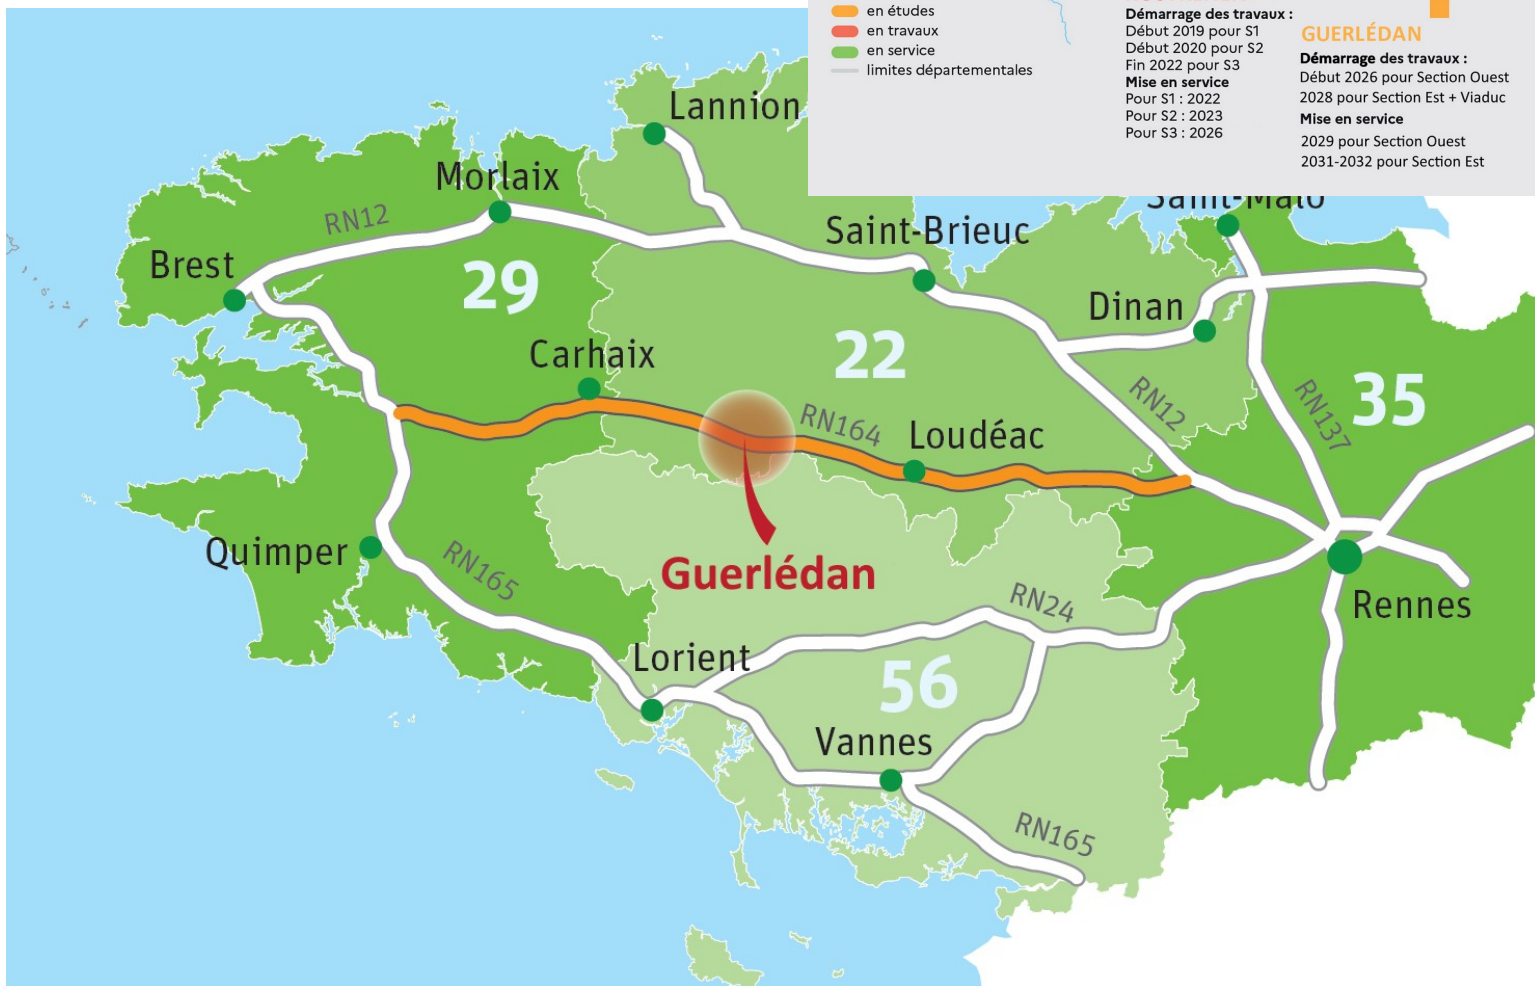 en études
en travaux
en service
limites départementales
Démarrage des travaux :
Début 2019 pour S1
Début 2020 pour S2
Fin 2022 pour S3
Mise en service
Pour S1 : 2022
Pour S2 : 2023
Pour S3 : 2026
GUERLÉDAN
Démarrage des travaux :
Début 2026 pour Section Ouest
2028 pour Section Est + Viaduc
Mise en service
2029 pour Section Ouest
2031-2032 pour Section Est
Lannion
Morlaix
RN12
Saint-Malo
Saint-Brieuc
Brest
29
Dinan
22
Carhaix
RN12
RN137
35
RN164
Loudéac
Quimper
RN165
Guerlédan
RN24
Rennes
Lorient
56
Vannes
RN165